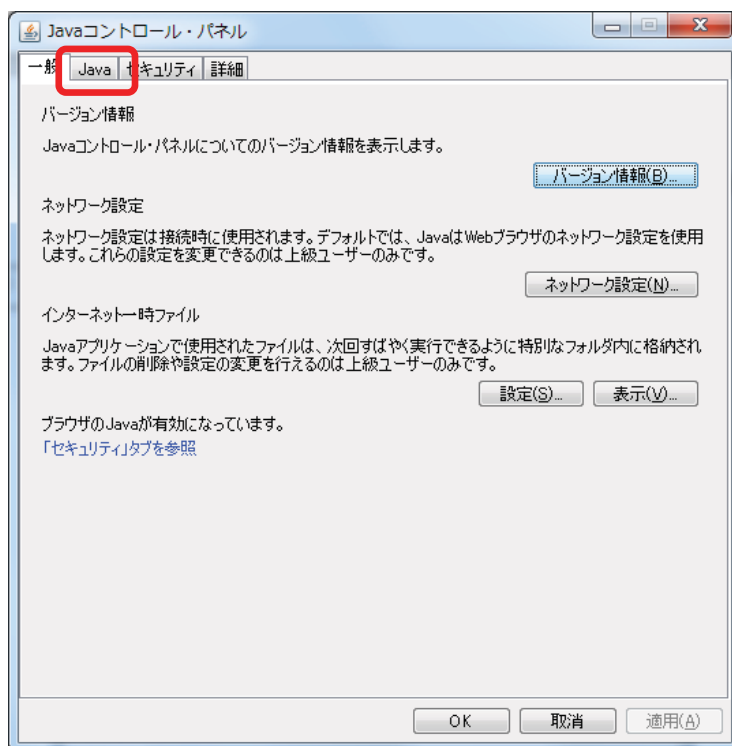 Javaコントロール・パネル
一般 Java セキュリティ 詳細
バージョン情報
Javaコントロール・パネルについてのバージョン情報を表示します。
バージョン情報(B)...
ネットワーク設定
ネットワーク設定は接続時に使用されます。デフォルトでは、JavaはWebブラウザのネットワーク設定を使用
します。これらの設定を変更できるのは上級ユーザーのみです。
ネットワーク設定(N)...
インターネット一時ファイル
Javaアプリケーションで使用されたファイルは、次回すばやく実行できるように特別なフォルダ内に格納され
ます。ファイルの削除や設定の変更を行えるのは上級ユーザーのみです。
設定(S)... 表示(V)...
ブラウザのJavaが有効になっています。
「セキュリティ」タブを参照
OK 取消 適用(A)